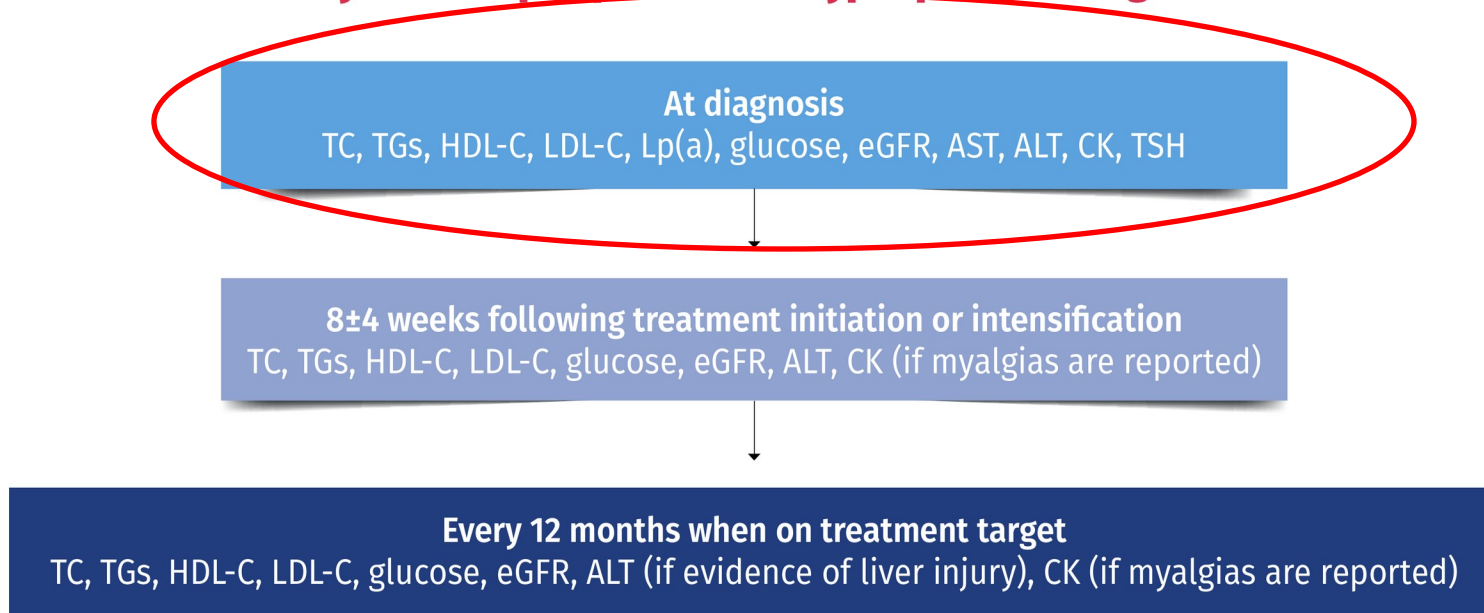 At diagnosis
TC, TGs, HDL-C, LDL-C, Lp(a), glucose, eGFR, AST, ALT, CK, TSH
8±4 weeks following treatment initiation or intensification
TC, TGs, HDL-C, LDL-C, glucose, eGFR, ALT, CK (if myalgias are reported)
Every 12 months when on treatment target
TC, TGs, HDL-C, LDL-C, glucose, eGFR, ALT (if evidence of liver injury), CK (if myalgias are reported)